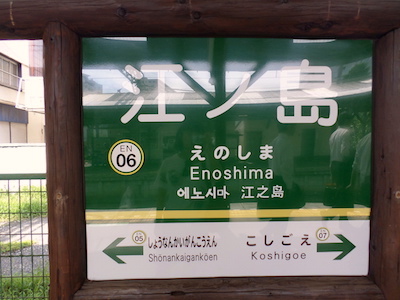 江ノ島
EN
06
えのしま
Enoshima
에노시마 江之島
05 しょうなんかいがんこうえん
Shōnankaigankōen
こしごえ 07
Koshigoe